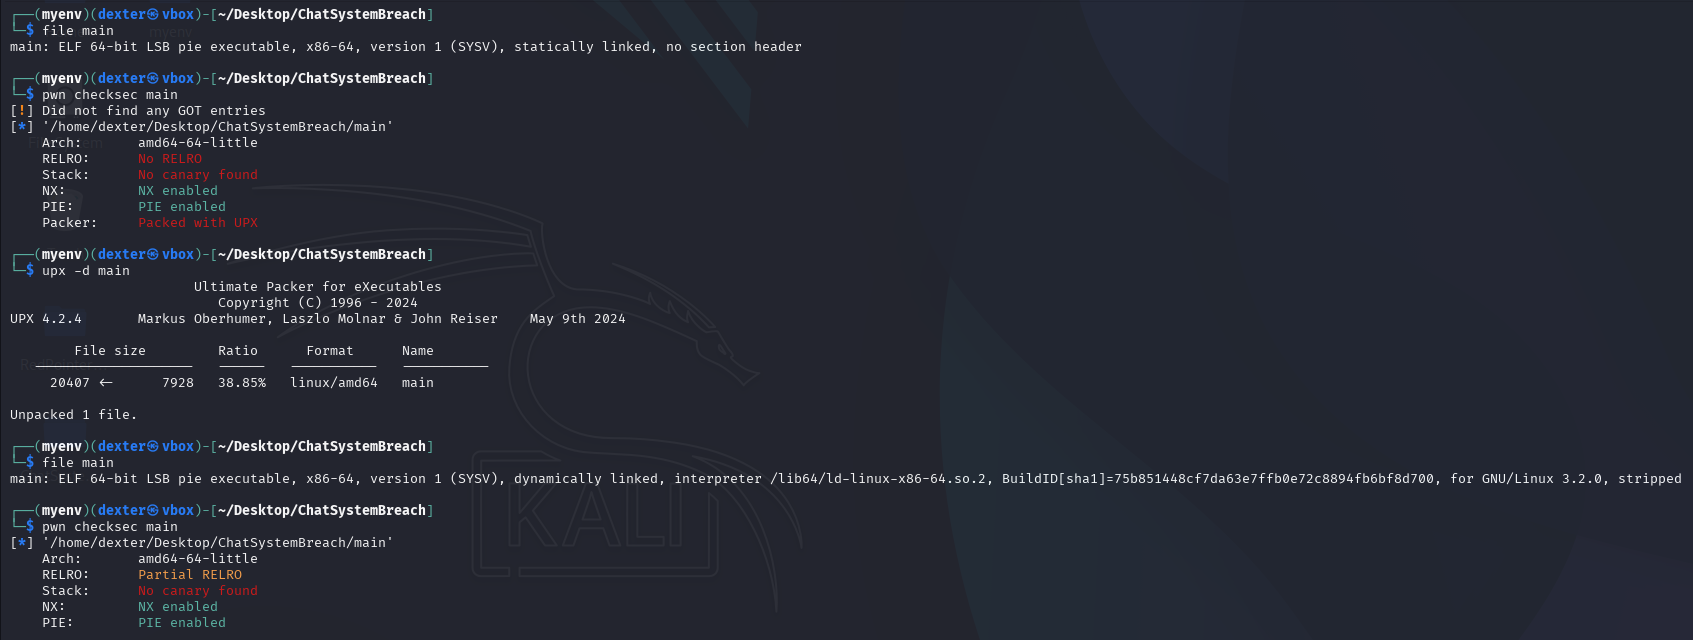 ┌──(myenv)(dexter㉿vbox)-[~/Desktop/ChatSystemBreach]
└─$ file main
main: ELF 64-bit LSB pie executable, x86-64, version 1 (SYSV), statically linked, no section header
┌──(myenv)(dexter㉿vbox)-[~/Desktop/ChatSystemBreach]
└─$ pwn checksec main
[!] Did not find any GOT entries
[*] '/home/dexter/Desktop/ChatSystemBreach/main'
Arch: amd64-64-little
RELRO: No RELRO
Stack: No canary found
NX: NX enabled
PIE: PIE enabled
Packer: Packed with UPX
┌──(myenv)(dexter㉿vbox)-[~/Desktop/ChatSystemBreach]
└─$ upx -d main
Ultimate Packer for eXecutables
Copyright (C) 1996 - 2024
UPX 4.2.4 Markus Oberhumer, Laszlo Molnar & John Reiser May 9th 2024
File size Ratio Format Name
20407 <- 7928 38.85% linux/amd64 main
Unpacked 1 file.
┌──(myenv)(dexter㉿vbox)-[~/Desktop/ChatSystemBreach]
└─$ file main
main: ELF 64-bit LSB pie executable, x86-64, version 1 (SYSV), dynamically linked, interpreter /lib64/ld-linux-x86-64.so.2, BuildID[sha1]=75b851448cf7da63e7ffb0e72c8894fb6bf8d700, for GNU/Linux 3.2.0, stripped
┌──(myenv)(dexter㉿vbox)-[~/Desktop/ChatSystemBreach]
└─$ pwn checksec main
[*] '/home/dexter/Desktop/ChatSystemBreach/main'
Arch: amd64-64-little
RELRO: Partial RELRO
Stack: No canary found
NX: NX enabled
PIE: PIE enabled
KALI